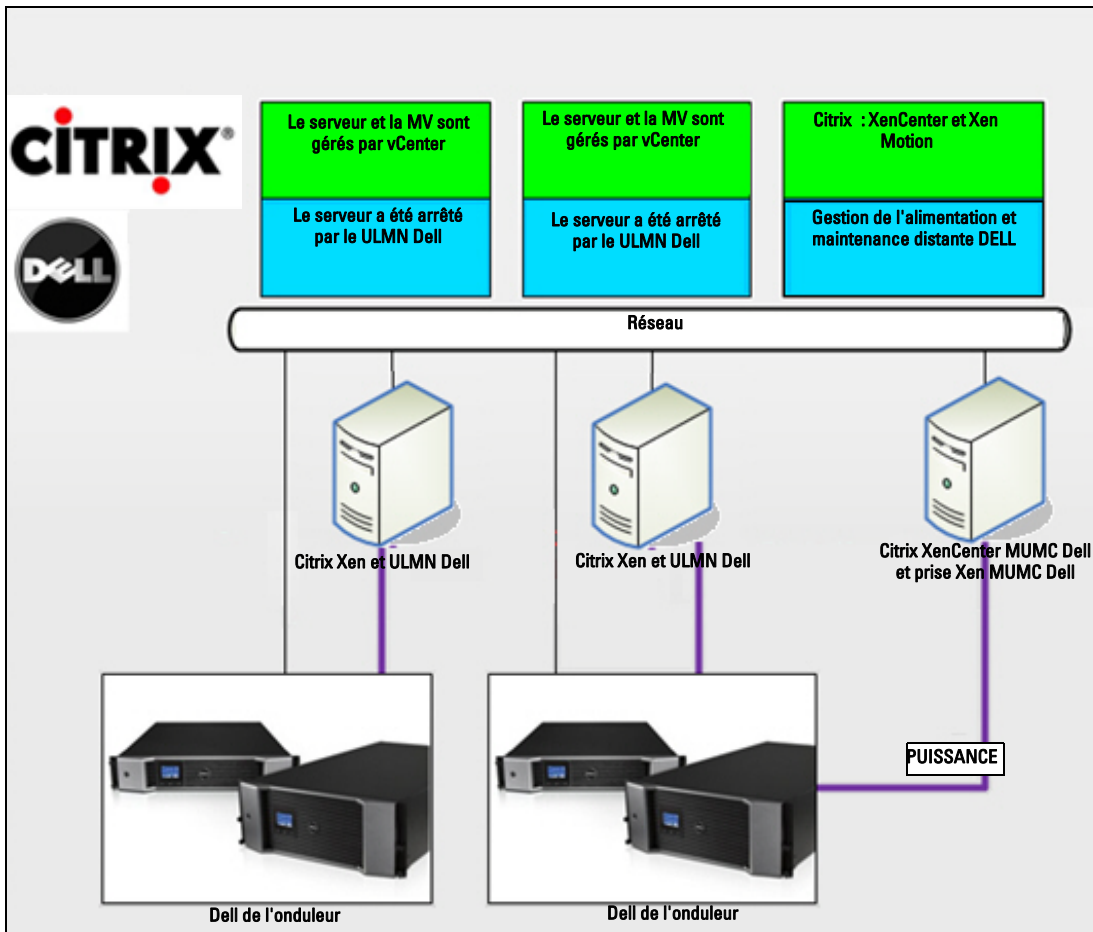 CITRIX®
DELL
Le serveur et la MV sont
gérés par vCenter
Le serveur et la MV sont
gérés par vCenter
Citrix : XenCenter et Xen
Motion
Le serveur a été arrêté
par le ULMN Dell
Le serveur a été arrêté
par le ULMN Dell
Gestion de l'alimentation et
maintenance distante DELL
Réseau
Citrix Xen et ULMN Dell
Citrix Xen et ULMN Dell
Citrix XenCenter MUMC Dell
et prise Xen MUMC Dell
PUISSANCE
Dell de l'onduleur
Dell de l'onduleur